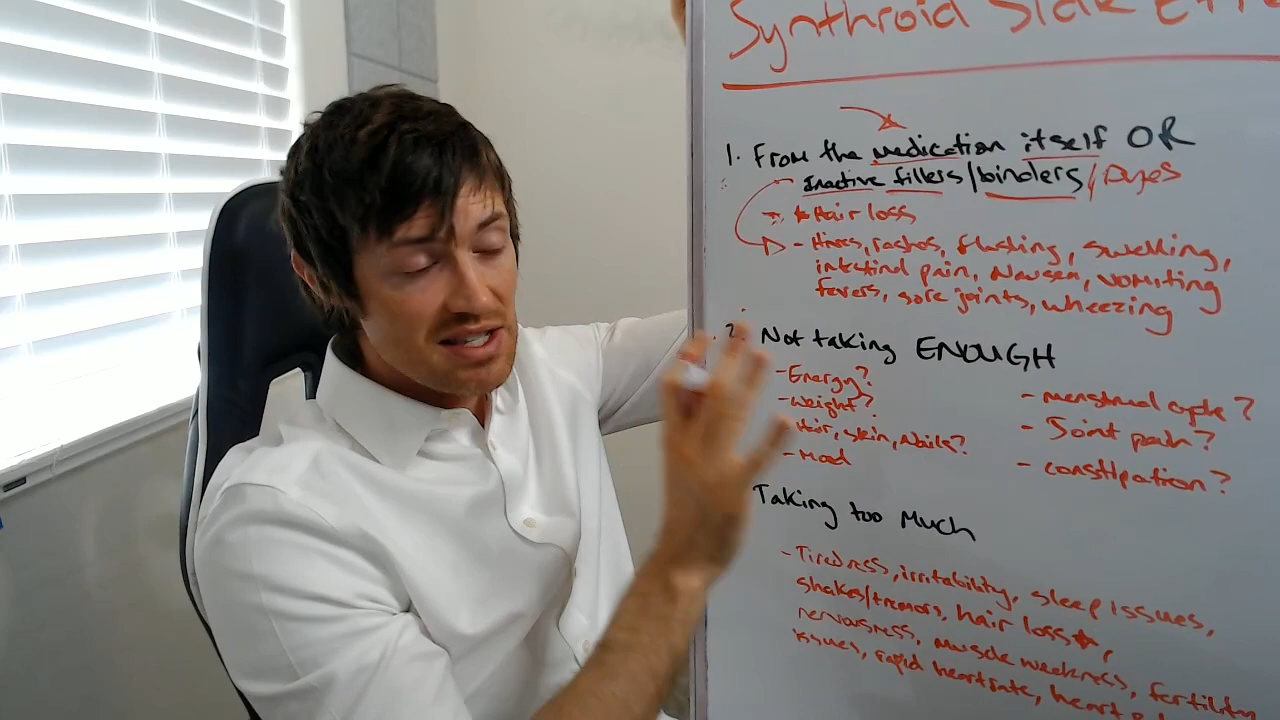 Synthroid Side Effe
1. From the medication itself OR
Inactive fillers/binders/Dyes
* Hair loss
- Hives, rashes, flushing, swelling,
intestinal pain, Nausea, vomiting
fevers, sore joints, wheezing
2. Not taking ENOUGH
- Energy?
- Weight?
Hair, skin, Nails?
- Mood
- menstrual cycle?
- Joint pain?
- constipation?
Taking too Much
- Tiredness, irritability, sleep issues,
shakes/tremors, hair loss*,
nervousness, muscle weakness, fertility
issues, rapid heartrate, heart